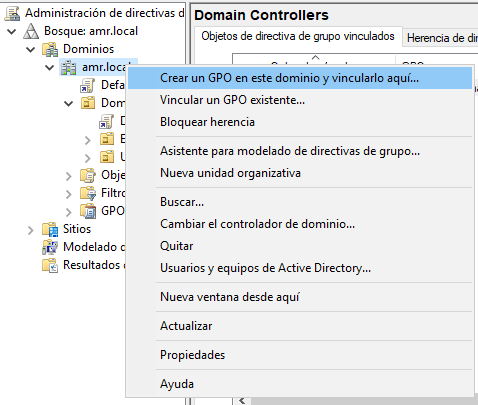 Administración de directivas d
Domain Controllers
Bosque: amr.local
Objetos de directiva de grupo vinculados
Herencia de dir
Dominios
amr.local
Crear un GPO en este dominio y vincularlo aquí...
Defa
Vincular un GPO existente...
Dom
Bloquear herencia
D
E
Asistente para modelado de directivas de grupo...
U
Nueva unidad organizativa
Obje
Filtro
Buscar...
GPO
Cambiar el controlador de dominio...
Sitios
Quitar
Modelado d
Usuarios y equipos de Active Directory...
Resultados
Nueva ventana desde aquí
Actualizar
Propiedades
Ayuda